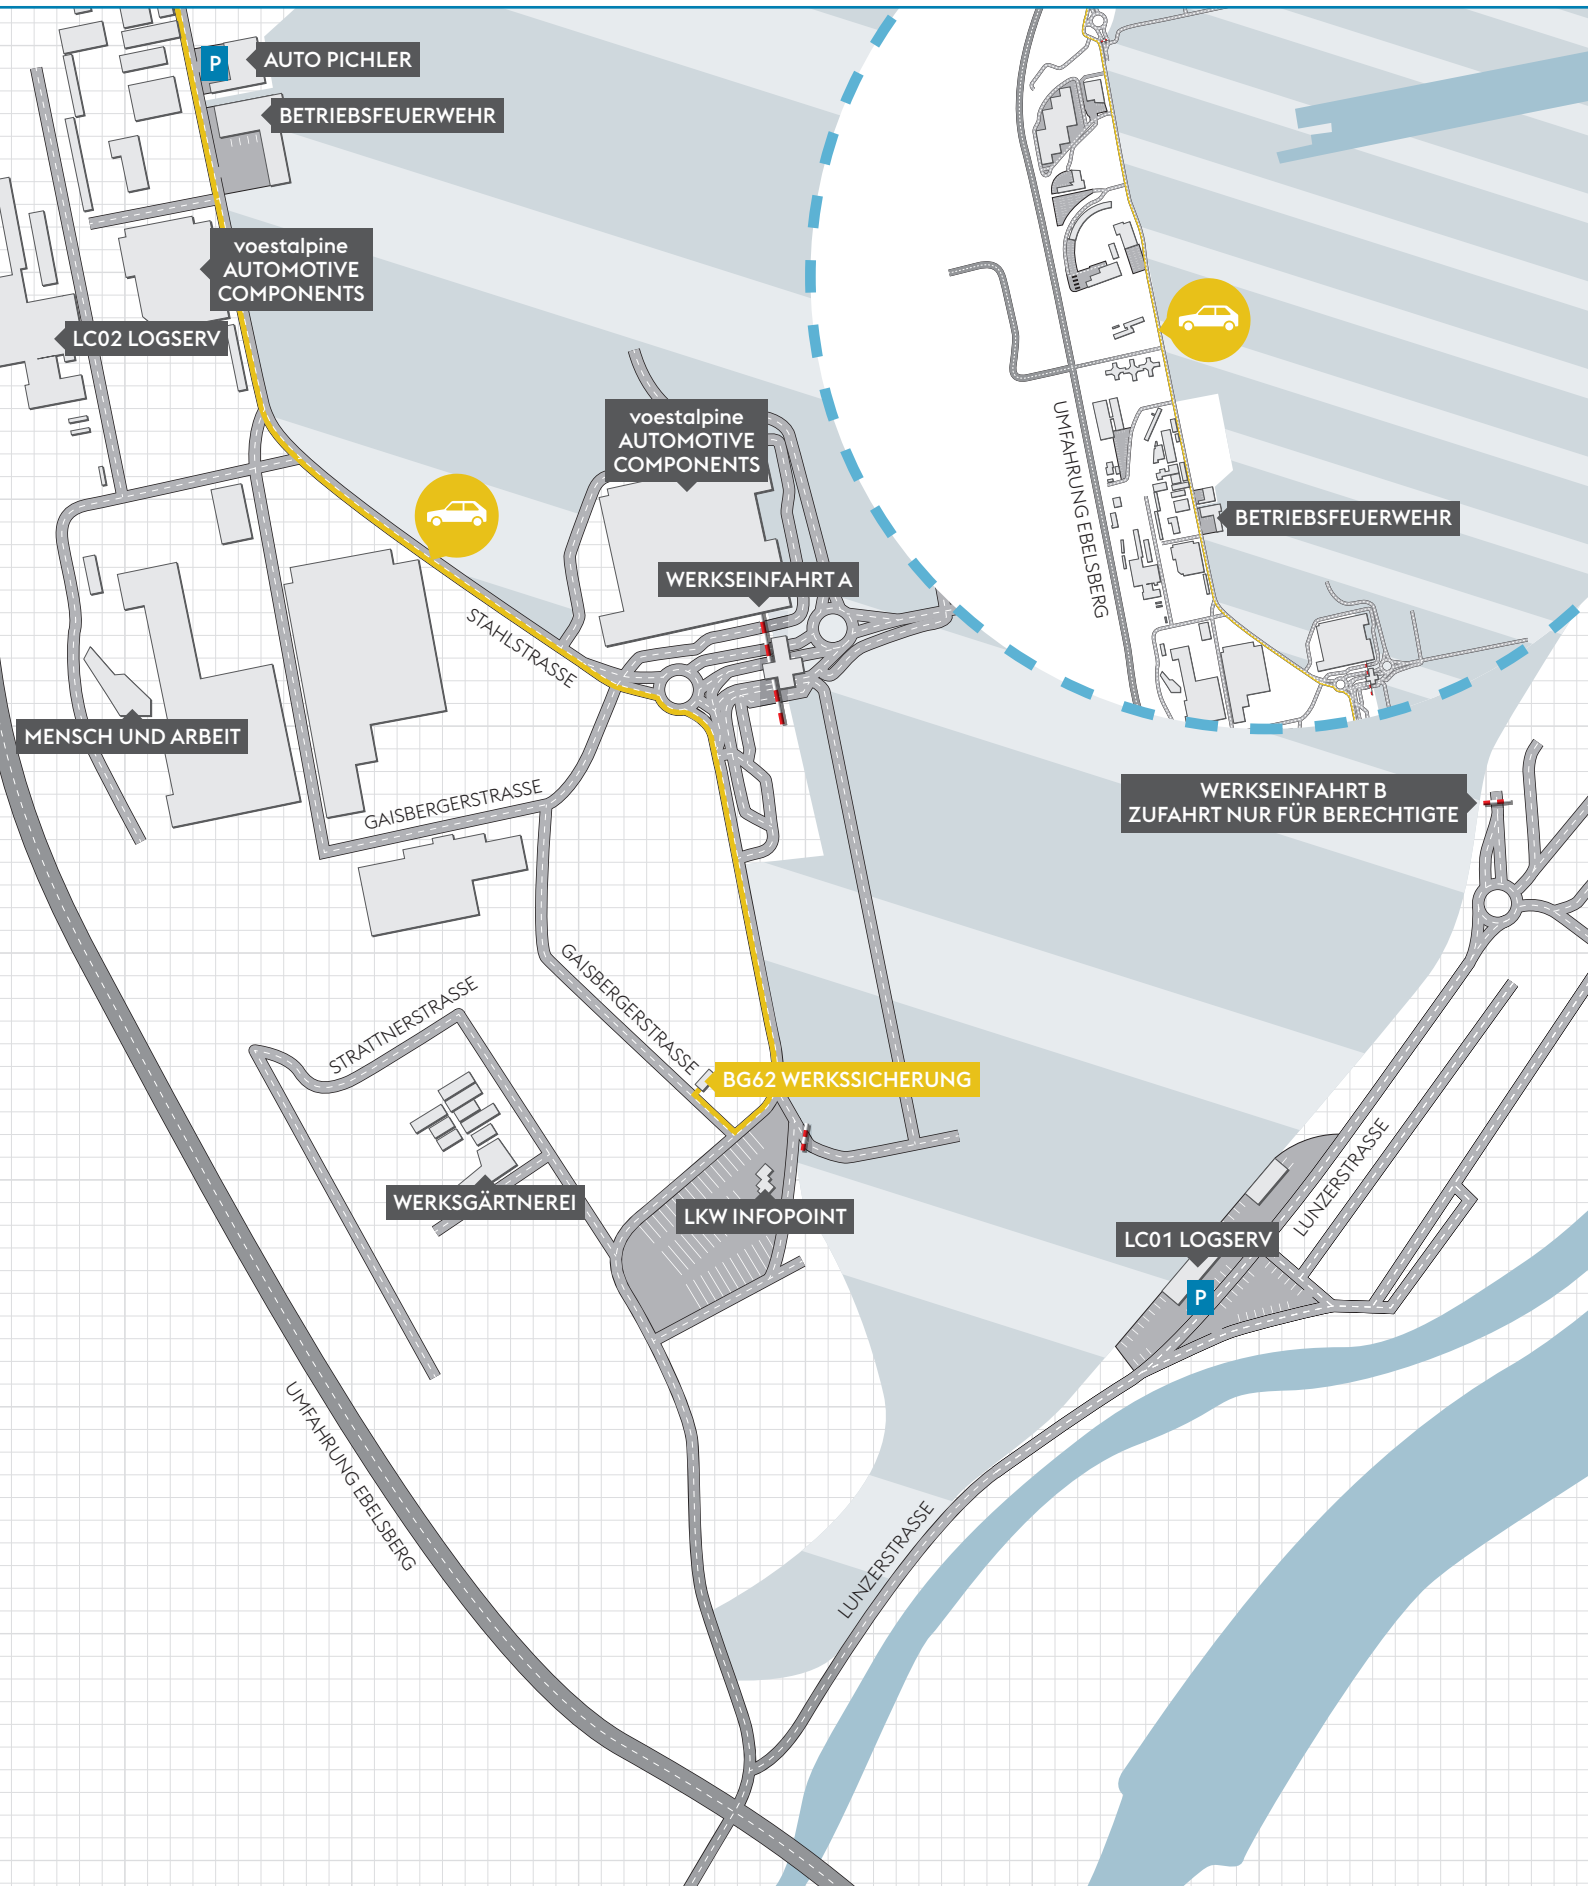 P
AUTO PICHLER
BETRIEBSFEUERWEHR
voestalpine
AUTOMOTIVE
COMPONENTS
LC02 LOGSERV
voestalpine
AUTOMOTIVE
COMPONENTS
UMFAHRUNG EBELSBERG
BETRIEBSFEUERWEHR
WERKSEINFAHRT A
STAHLSTRASSE
MENSCH UND ARBEIT
WERKSEINFAHRT B
ZUFAHRT NUR FÜR BERECHTIGTE
GAISBERGERSTRASSE
GAISBERGERSTRASSE
STRATTNERSTRASSE
BG62 WERKSSICHERUNG
WERKSGÄRTNEREI
LKW INFOPOINT
LUNZERSTRASSE
LC01 LOGSERV
P
UMFAHRUNG EBELSBERG
LUNZERSTRASSE